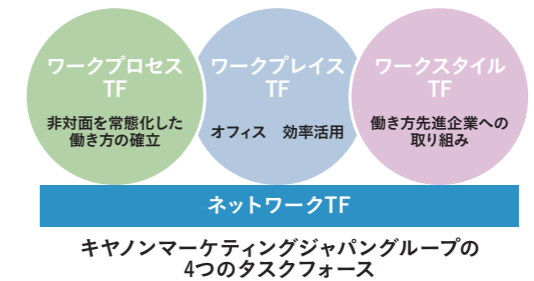 ワークプロセス
TF
非対面を常態化した
働き方の確立
ワークプレイス
TF
オフィス 効率活用
ワークスタイル
TF
働き方先進企業への
取り組み
ネットワークTF
キヤノンマーケティングジャパングループの
4つのタスクフォース